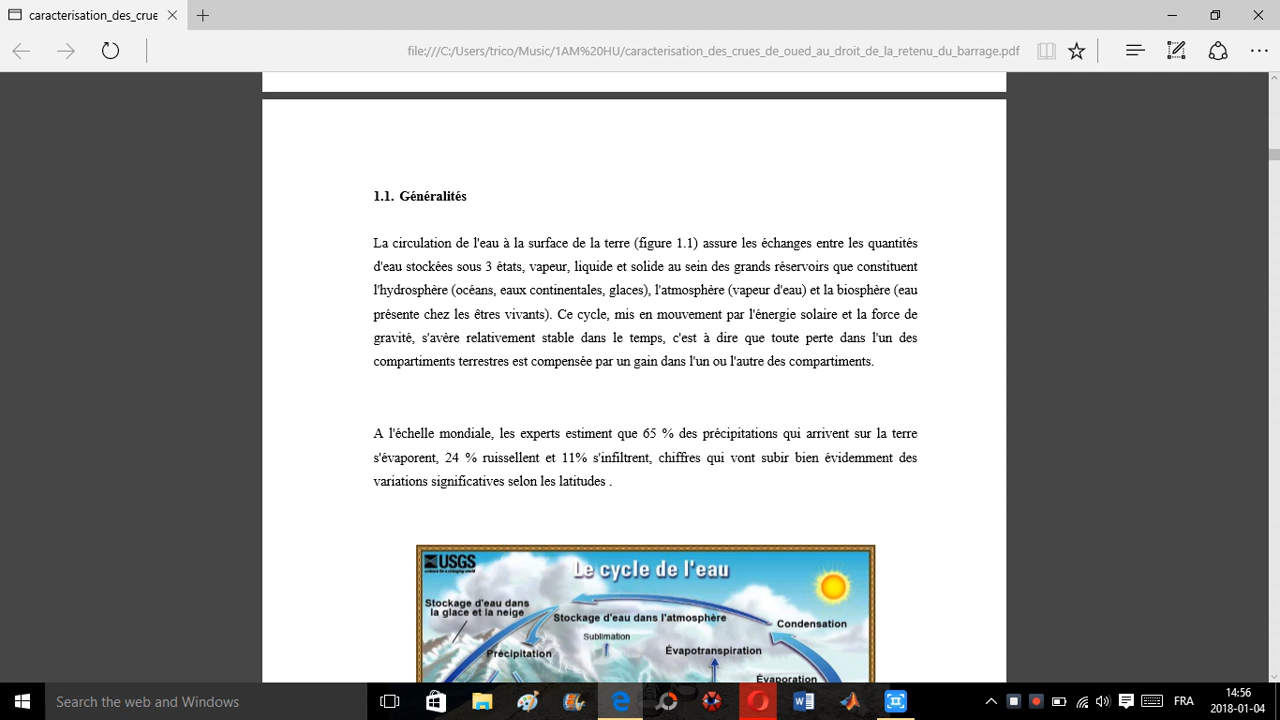 caracterisation_des_crue
file:///C:/Users/trico/Music/1AM%20HU/caracterisation_des_crues_de_oued_au_droit_de_la_retenu_du_barrage.pdf
1.1. Généralités
La circulation de l'eau à la surface de la terre (figure 1.1) assure les échanges entre les quantités
d'eau stockées sous 3 états, vapeur, liquide et solide au sein des grands réservoirs que constituent
l'hydrosphère (océans, eaux continentales, glaces), l'atmosphère (vapeur d'eau) et la biosphère (eau
présente chez les êtres vivants). Ce cycle, mis en mouvement par l'énergie solaire et la force de
gravité, s'avère relativement stable dans le temps, c'est à dire que toute perte dans l'un des
compartiments terrestres est compensée par un gain dans l'un ou l'autre des compartiments.
A l'échelle mondiale, les experts estiment que 65 % des précipitations qui arrivent sur la terre
s'évaporent, 24 % ruissellent et 11% s'infiltrent, chiffres qui vont subir bien évidemment des
variations significatives selon les latitudes .
USGS
science for a changing world
Le cycle de l'eau
Stockage d'eau dans
la glace et la neige
Stockage d'eau dans l'atmosphère
Condensation
Sublimation
Précipitation
Évapotranspiration
Évaporation
Search the web and Windows
FRA
14:56
2018-01-04